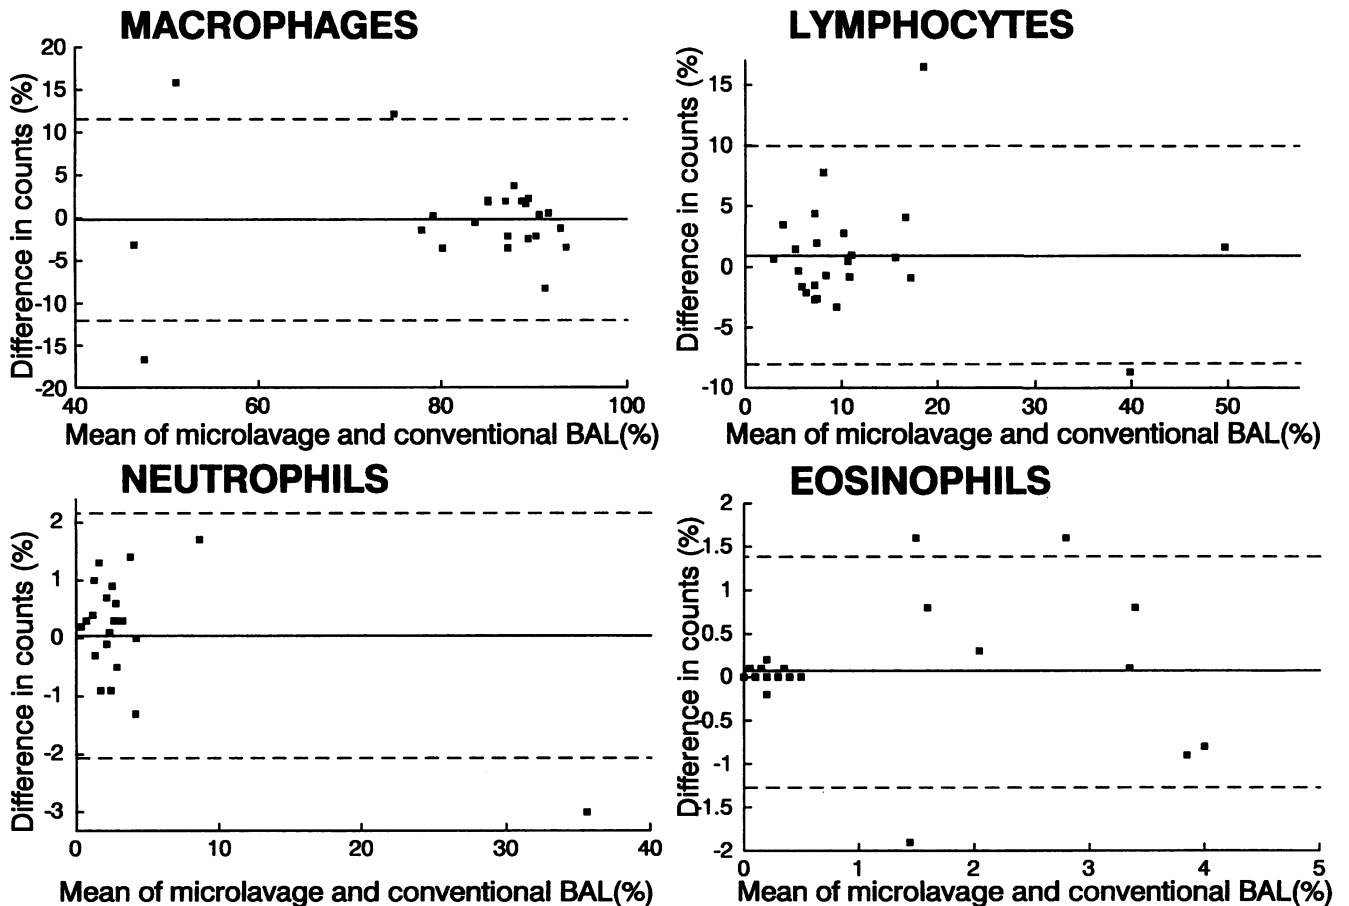 MACROPHAGES
Difference in counts (%)
20
15
10
5
0
-5
-10
-15
-20
40 60 80 100
Mean of microlavage and conventional BAL(%)
LYMPHOCYTES
Difference in counts (%)
15
10
5
0
-5
-10
0 10 20 30 40 50
Mean of microlavage and conventional BAL(%)
NEUTROPHILS
Difference in counts (%)
2
1
0
-1
-2
-3
0 10 20 30 40
Mean of microlavage and conventional BAL(%)
EOSINOPHILS
Difference in counts (%)
2
1.5
1
0.5
0
-0.5
-1
-1.5
-2
0 1 2 3 4 5
Mean of microlavage and conventional BAL(%)